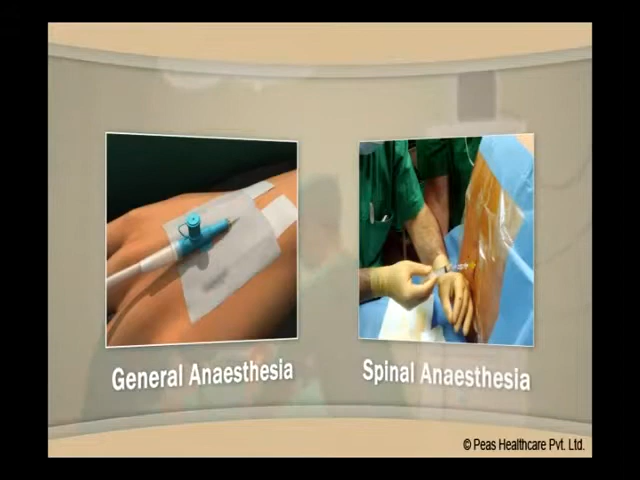 General Anaesthesia
Spinal Anaesthesia
© Peas Healthcare Pvt. Ltd.